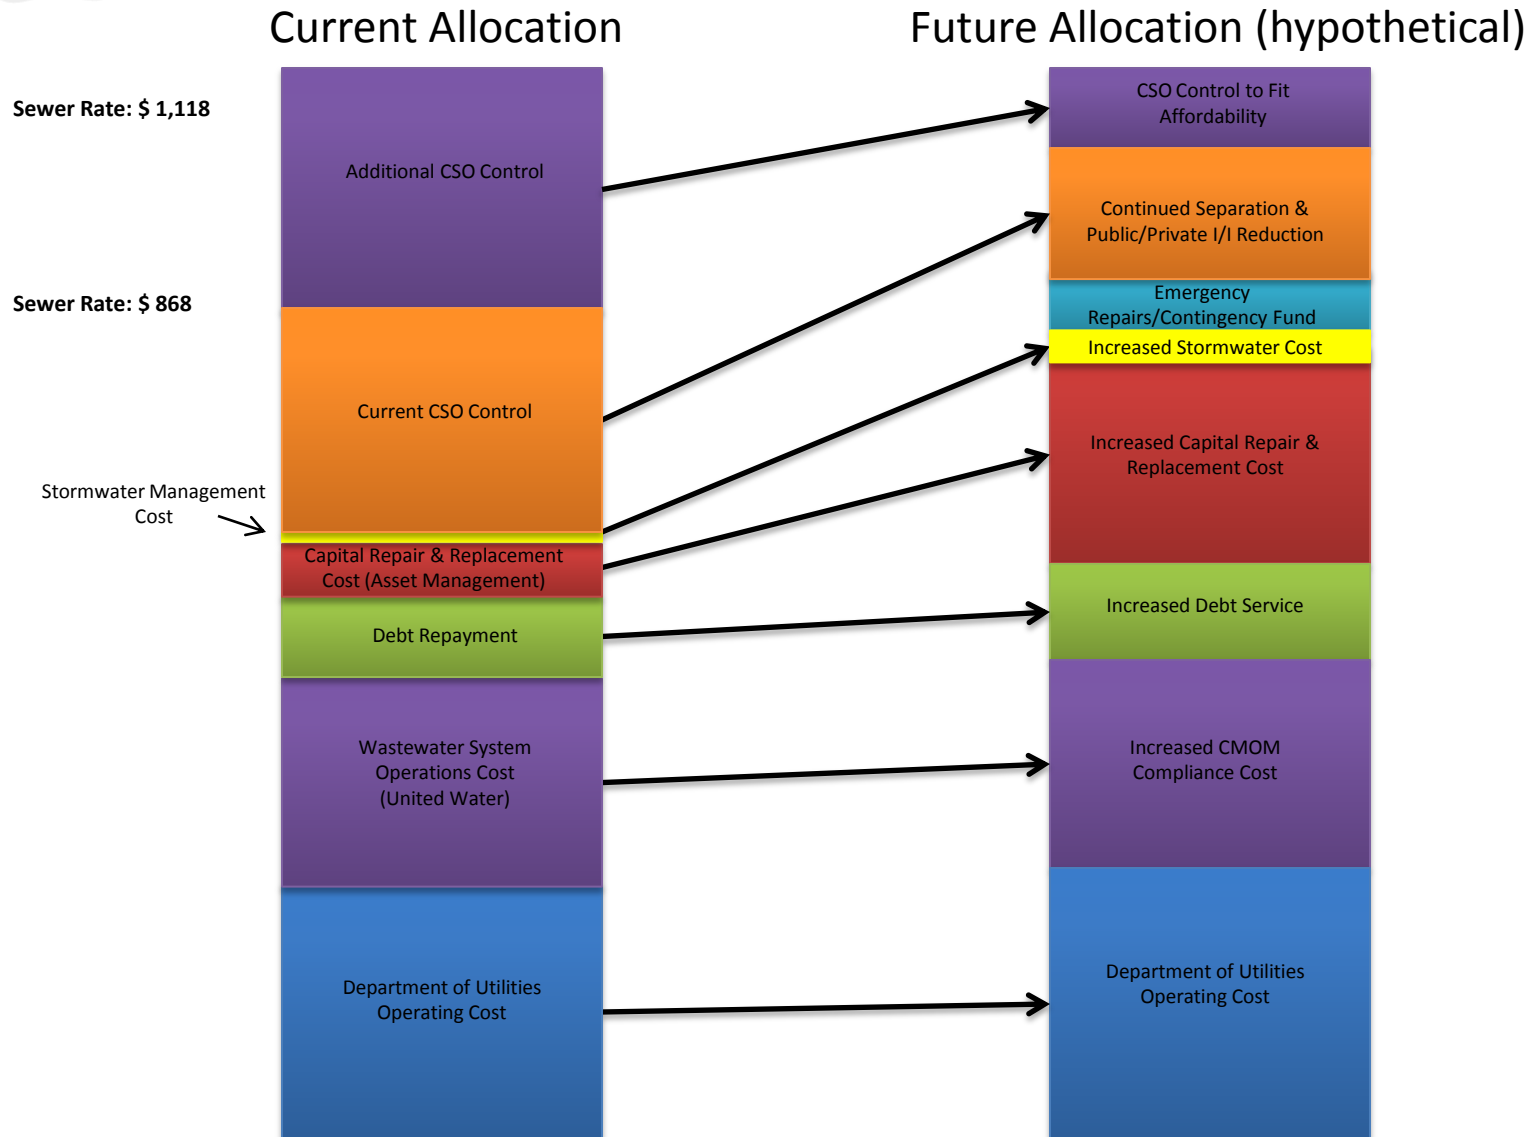 Current Allocation
Future Allocation (hypothetical)
Sewer Rate: $ 1,118
Sewer Rate: $ 868
Stormwater Management
Cost
Additional CSO Control
Current CSO Control
Capital Repair & Replacement
Cost (Asset Management)
Debt Repayment
Wastewater System
Operations Cost
(United Water)
Department of Utilities
Operating Cost
CSO Control to Fit
Affordability
Continued Separation &
Public/Private I/I Reduction
Emergency
Repairs/Contingency Fund
Increased Stormwater Cost
Increased Capital Repair &
Replacement Cost
Increased Debt Service
Increased CMOM
Compliance Cost
Department of Utilities
Operating Cost